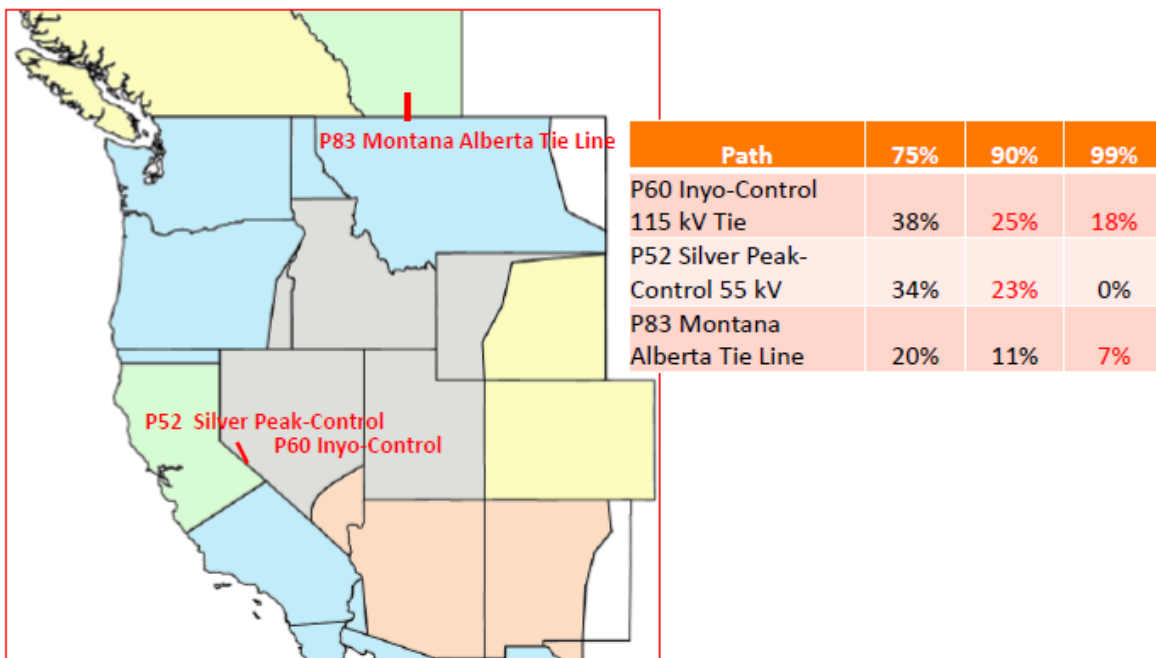 P83 Montana Alberta Tie Line
P52 Silver Peak-Control
P60 Inyo-Control
Path 75% 90% 99%
P60 Inyo-Control
115 kV Tie 38% 25% 18%
P52 Silver Peak-
Control 55 kV 34% 23% 0%
P83 Montana
Alberta Tie Line 20% 11% 7%